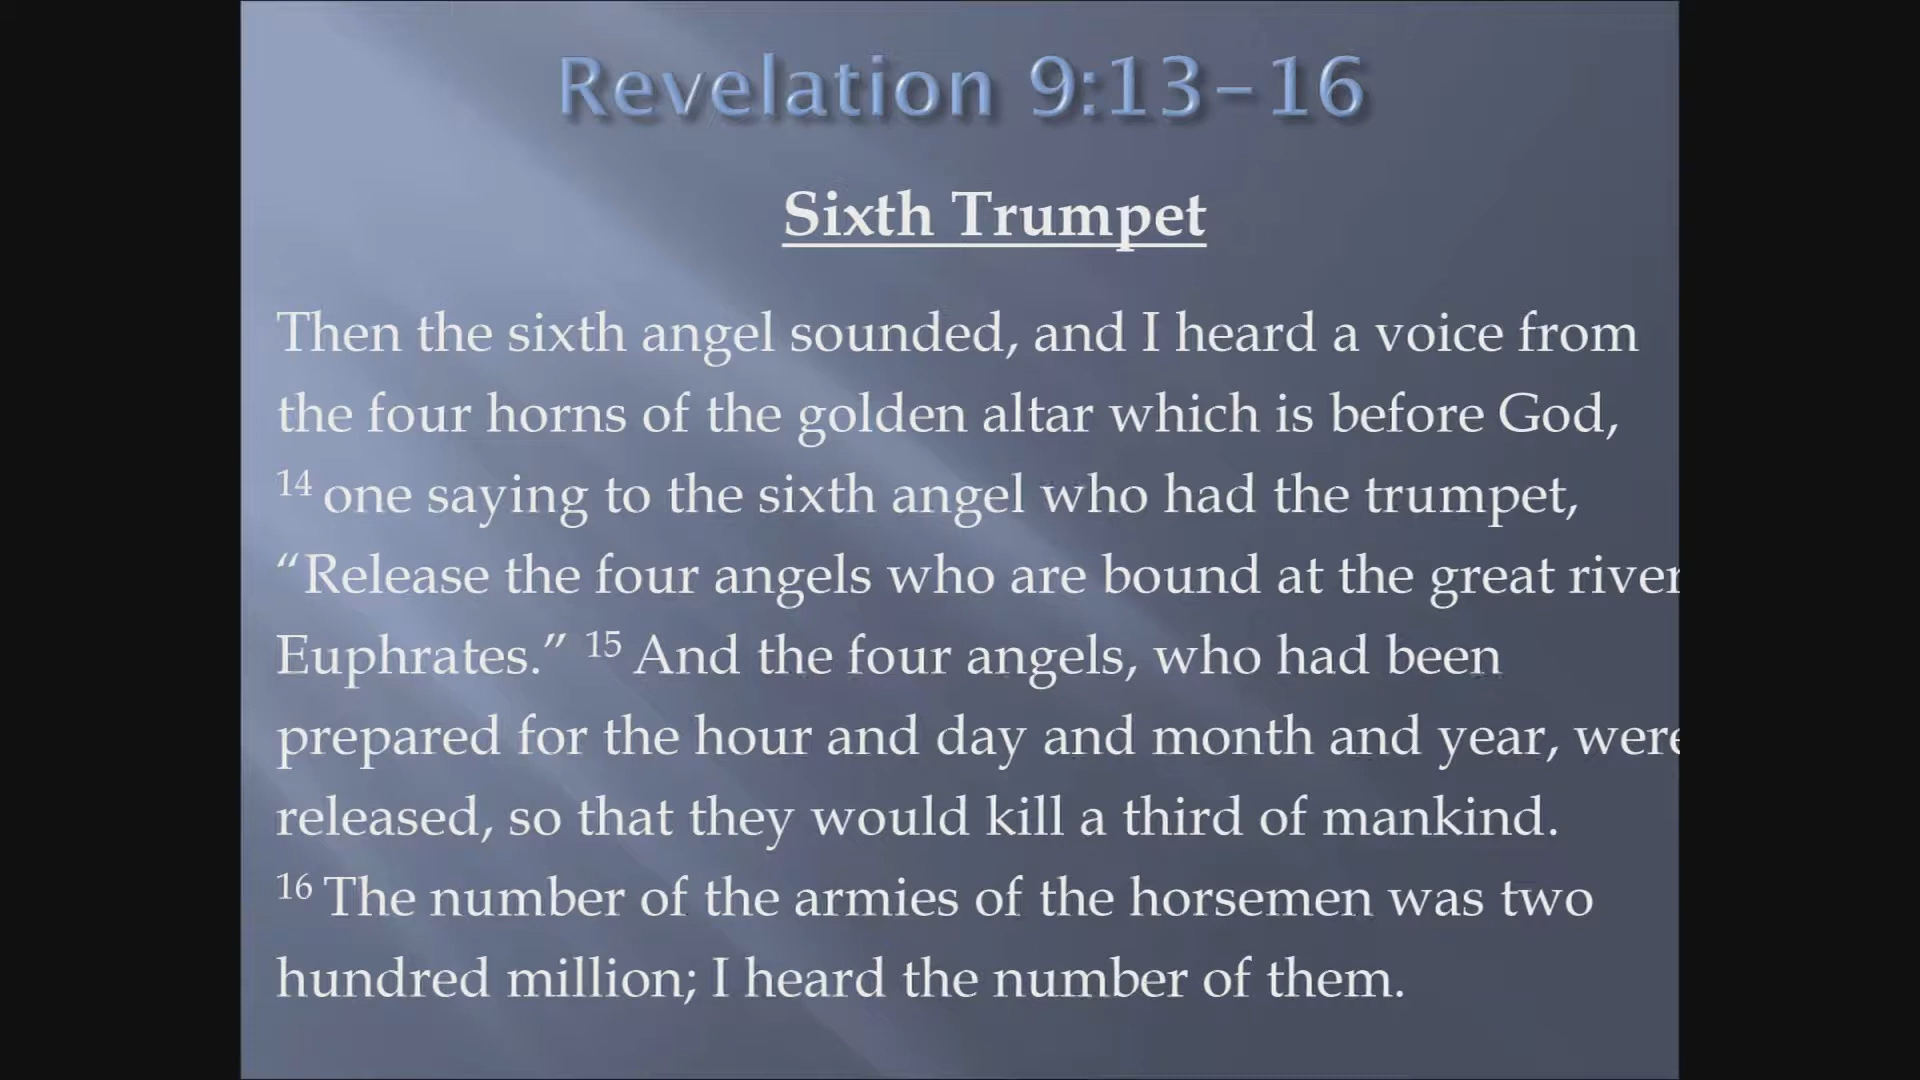 Revelation 9:13-16
Sixth Trumpet
Then the sixth angel sounded, and I heard a voice from
the four horns of the golden altar which is before God,
14 one saying to the sixth angel who had the trumpet,
“Release the four angels who are bound at the great river
Euphrates.” 15 And the four angels, who had been
prepared for the hour and day and month and year, were
released, so that they would kill a third of mankind.
16 The number of the armies of the horsemen was two
hundred million; I heard the number of them.